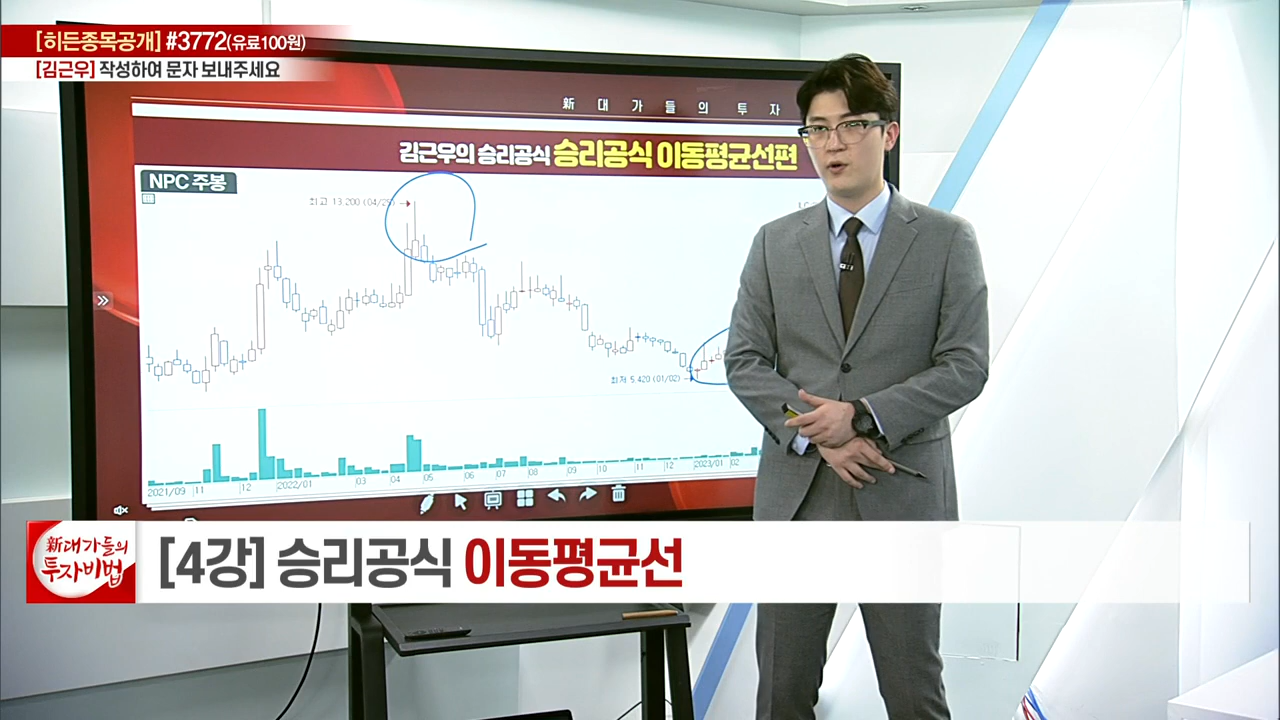 [히든종목공개] #3772(유료100원)
[김근우] 작성하여 문자 보내주세요
新 대 가 들 의 투 자
김근우의 승리공식 승리공식 이동평균선편
NPC 주봉
최고 13,200 (04/25)
최저 5,420 (01/02)
2021/09 11 12 2022/01 03 04 05 06 07 08 09 10 11 12 2023/01 02
新대가들의
투자비법
[4강] 승리공식 이동평균선